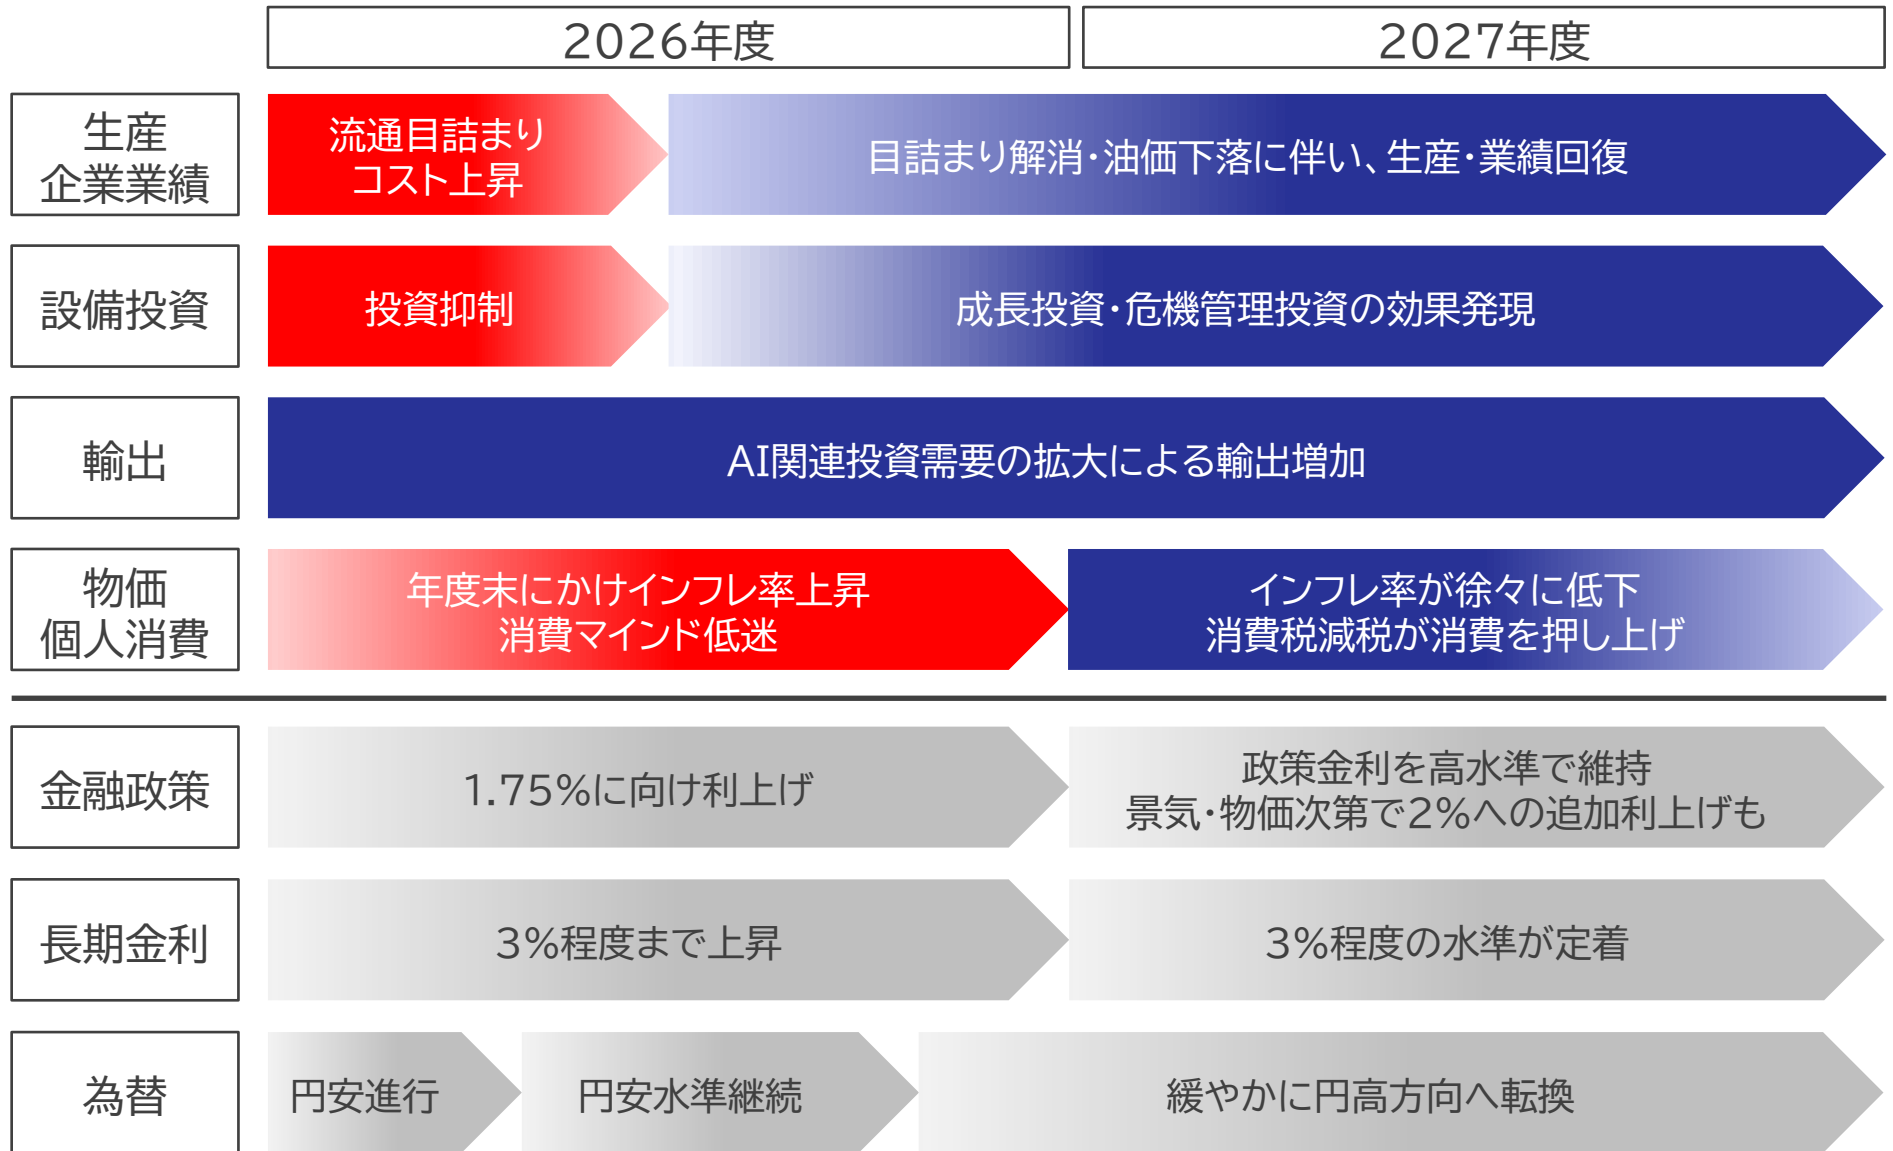 2026年度
2027年度
生産
企業業績
流通目詰まり
コスト上昇
目詰まり解消・油価下落に伴い、生産・業績回復
設備投資
投資抑制
成長投資・危機管理投資の効果発現
輸出
AI関連投資需要の拡大による輸出増加
物価
個人消費
年度末にかけインフレ率上昇
消費マインド低迷
インフレ率が徐々に低下
消費税減税が消費を押し上げ
金融政策
1.75%に向け利上げ
政策金利を高水準で維持
景気・物価次第で2%への追加利上げも
長期金利
3%程度まで上昇
3%程度の水準が定着
為替
円安進行
円安水準継続
緩やかに円高方向へ転換